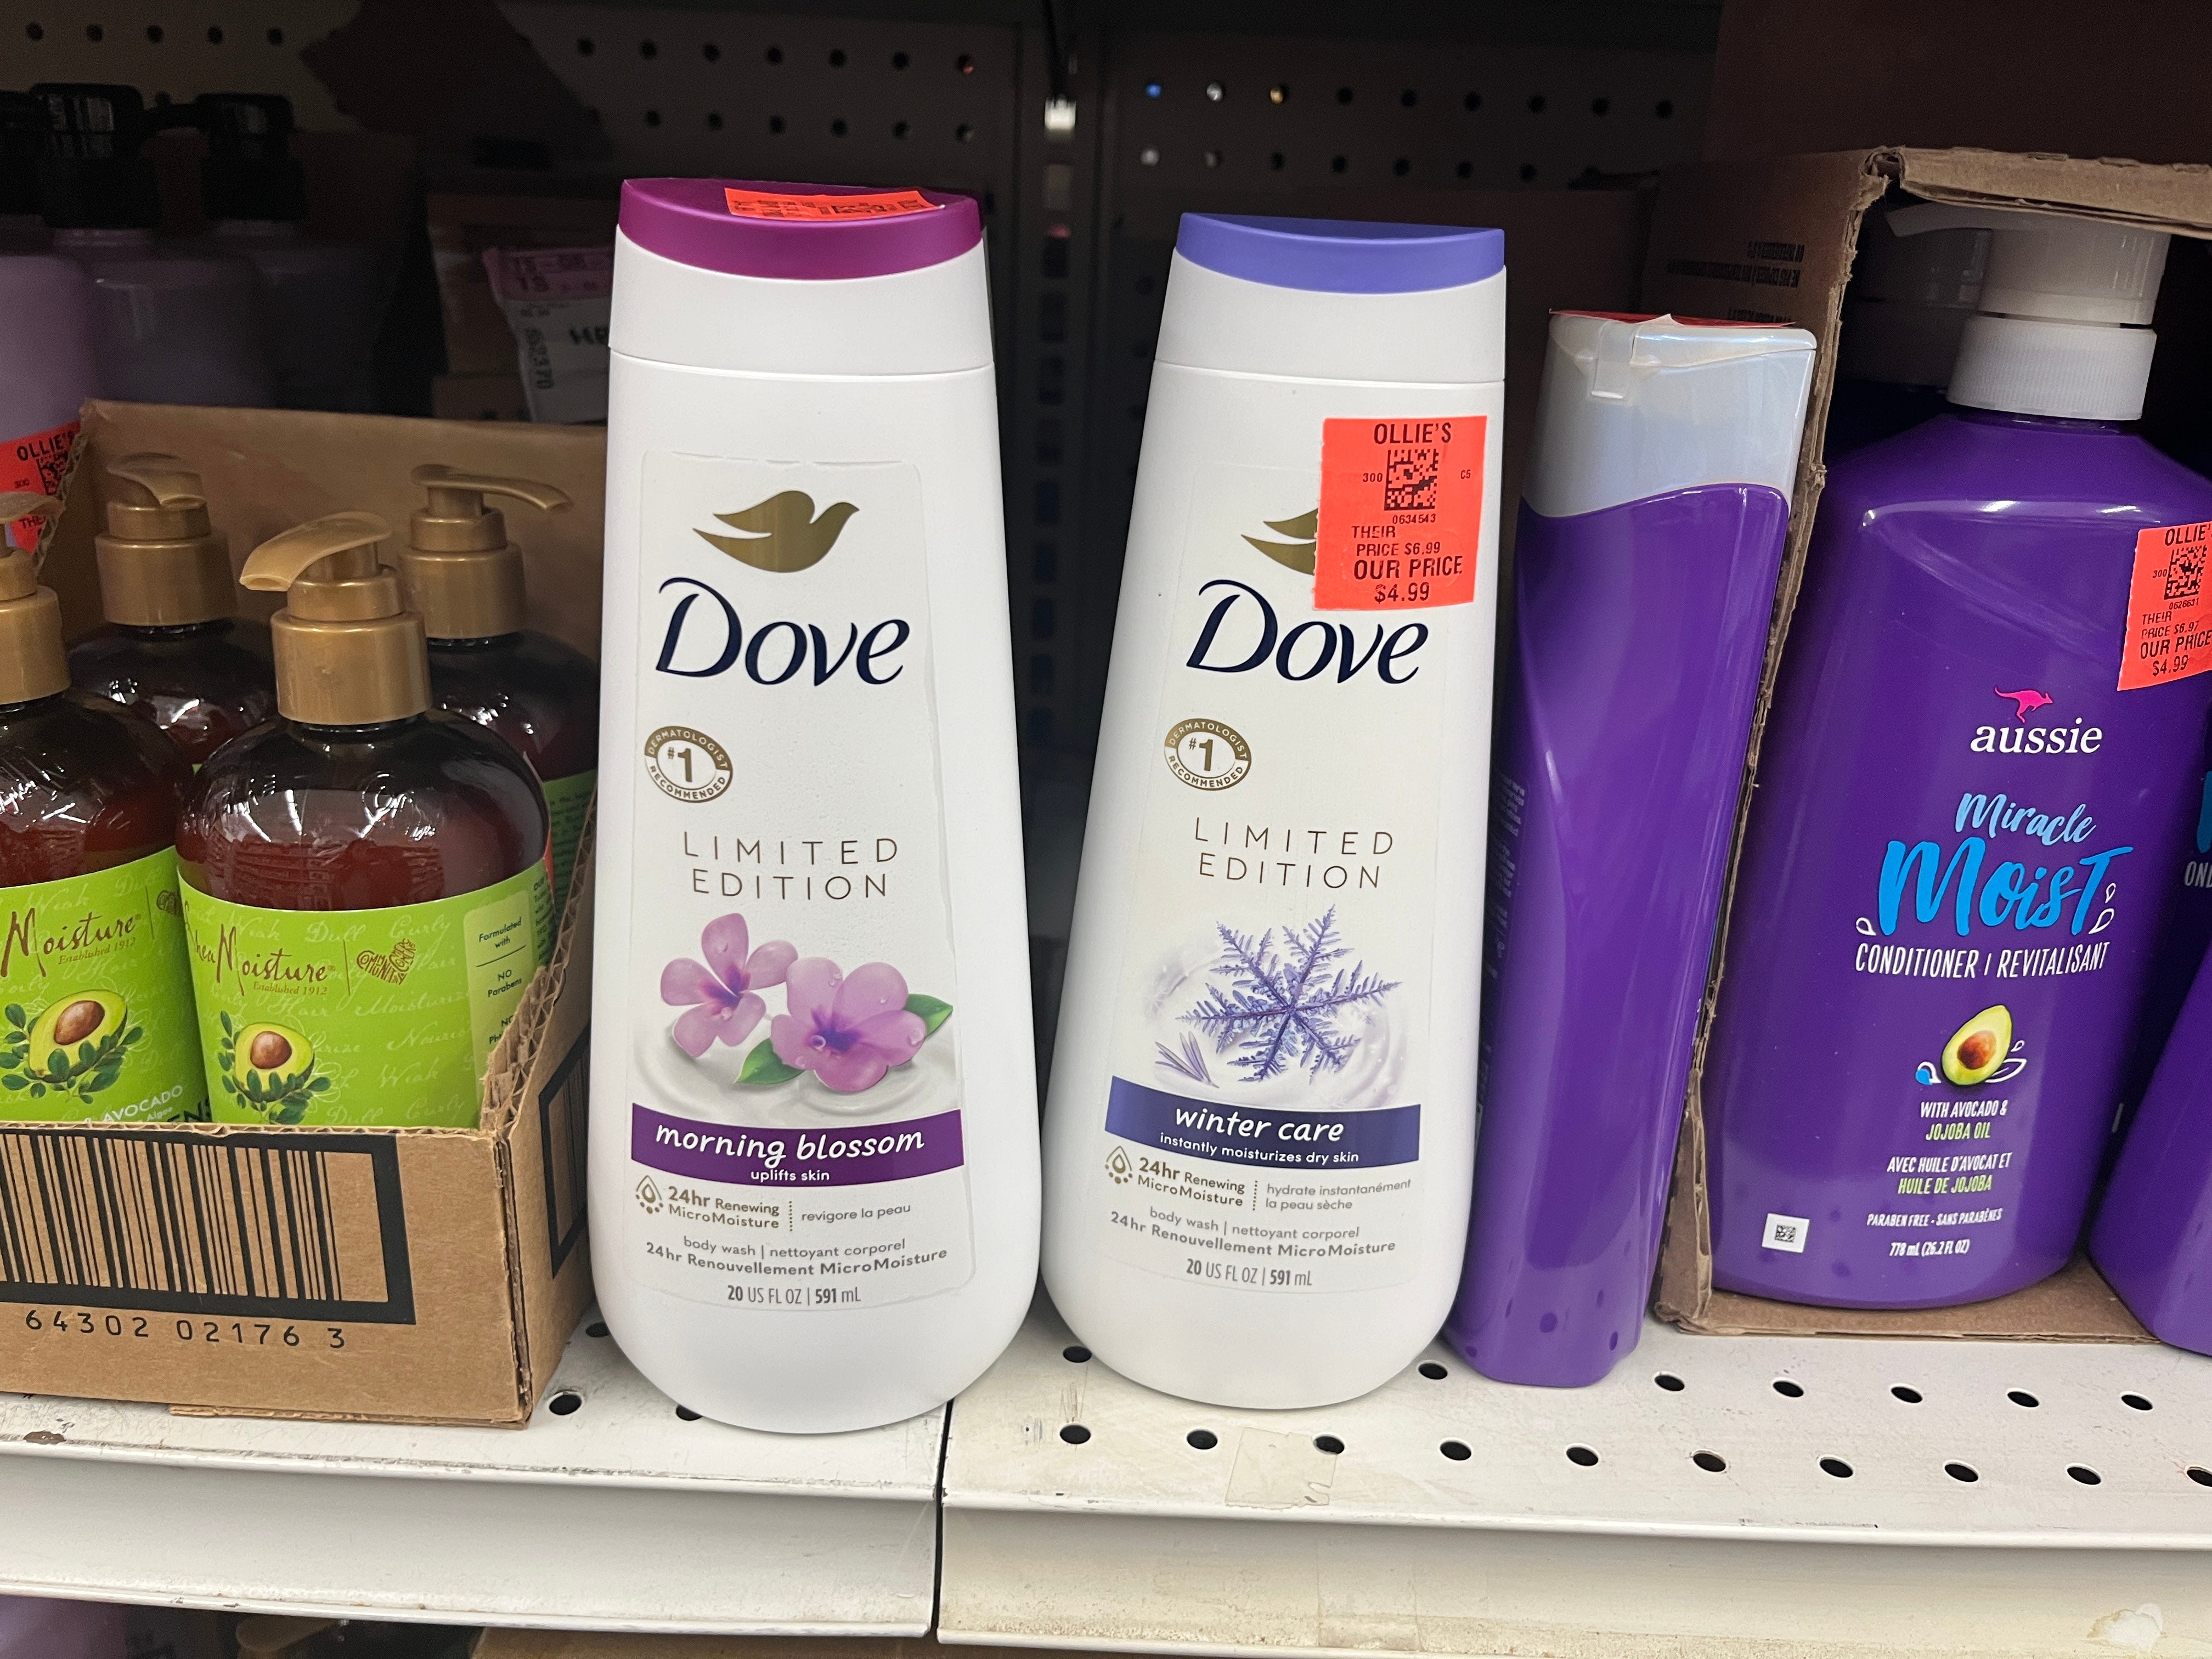 OLLIE'S
Moisture
Established 1912
AVOCADO
Shea Moisture
Established 1912
COMMUNITY
Formulated
with
NO
Parabens
NO
64302 02176 3
Dove
DERMATOLOGIST
#1
RECOMMENDED
LIMITED
EDITION
morning blossom
uplifts skin
24hr Renewing
MicroMoisture
revigore la peau
body wash | nettoyant corporel
24hr Renouvellement MicroMoisture
20 US FL OZ | 591 mL
OLLIE'S
300
C5
0634543
THEIR
PRICE $6.99
OUR PRICE
$4.99
Dove
DERMATOLOGIST
#1
RECOMMENDED
LIMITED
EDITION
winter care
instantly moisturizes dry skin
24hr Renewing
MicroMoisture
hydrate instantanément
la peau sèche
body wash | nettoyant corporel
24hr Renouvellement MicroMoisture
20 US FL OZ | 591 mL
OLLIE'
300
0626631
THEIR
PRICE $6.97
OUR PRICE
$4.99
aussie
Miracle
Moist
CONDITIONER | REVITALISANT
WITH AVOCADO &
JOJOBA OIL
AVEC HUILE D'AVOCAT ET
HUILE DE JOJOBA
PARABEN FREE - SANS PARABÈNES
778 mL (26.2 FL OZ)